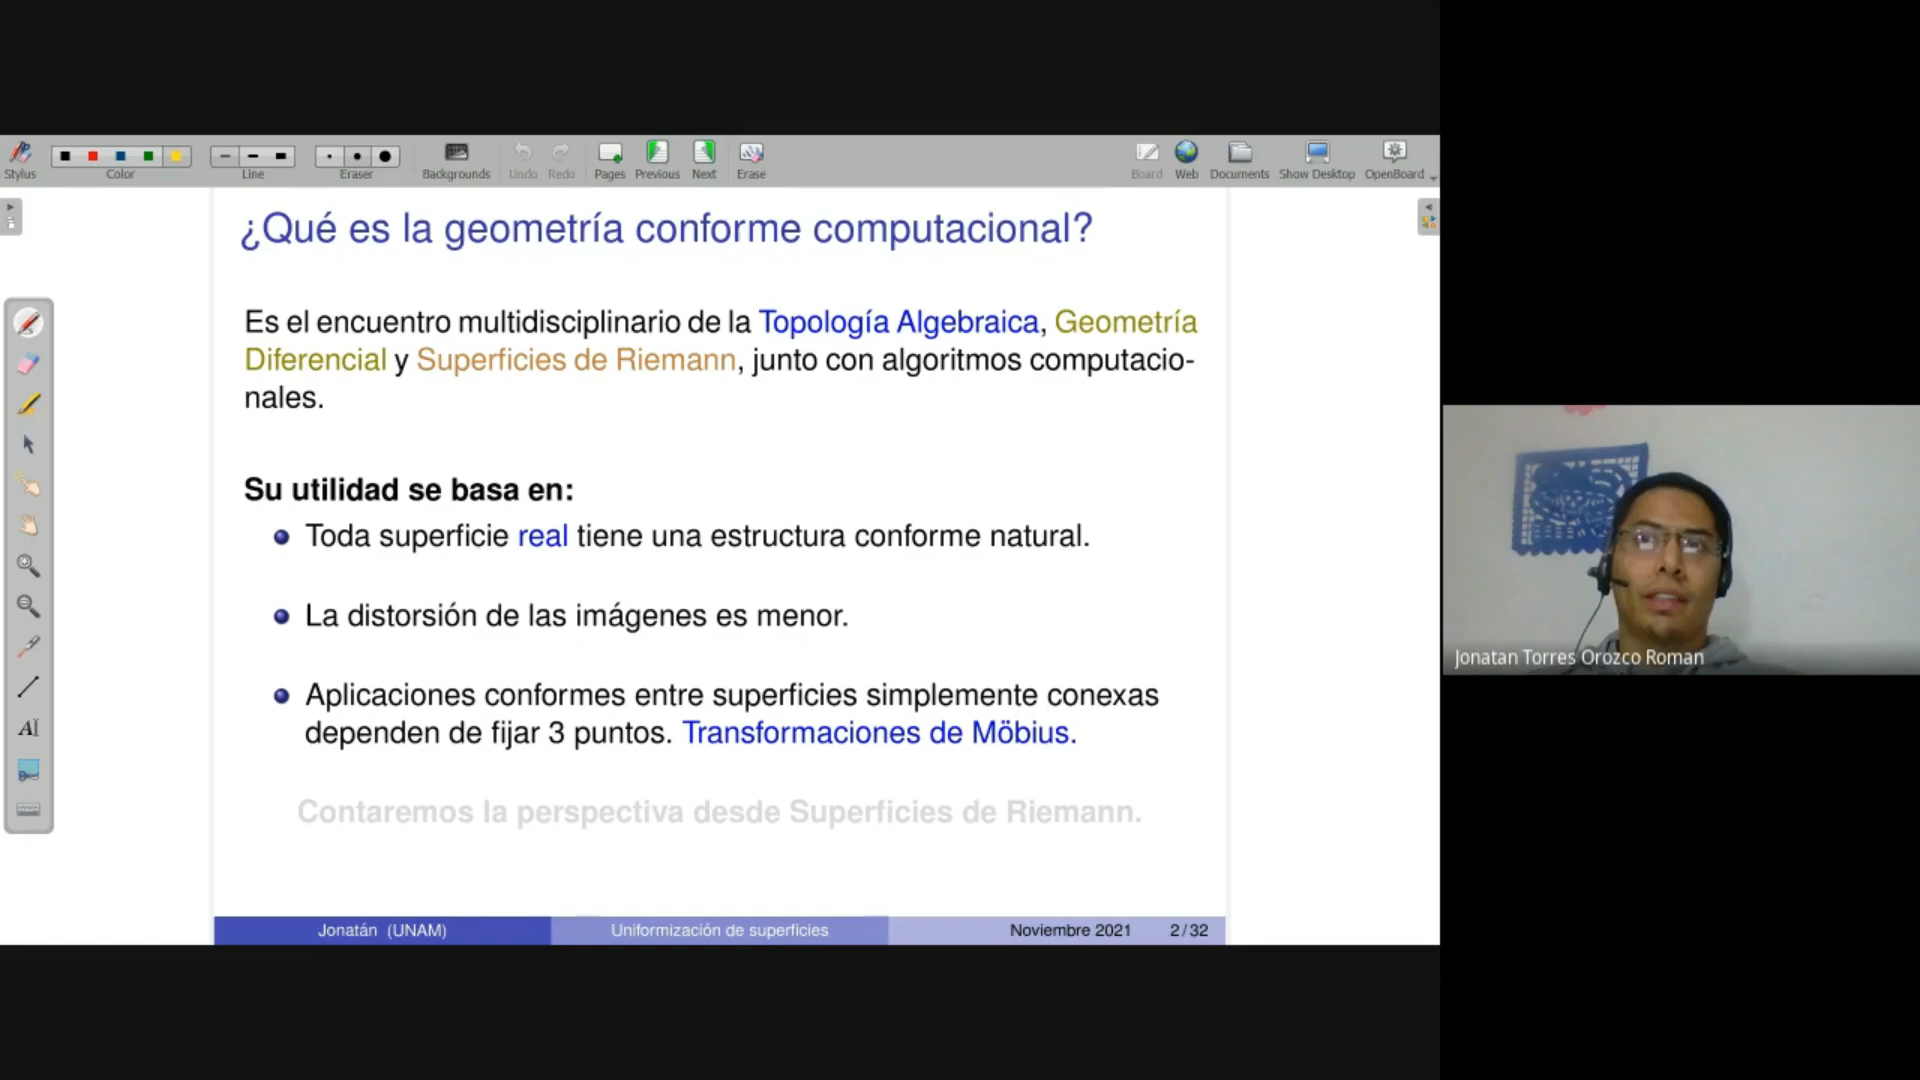 Stylus Color Line Eraser Backgrounds Undo Redo Pages Previous Next Erase Board Web Documents Show Desktop OpenBoard
¿Qué es la geometría conforme computacional?
Es el encuentro multidisciplinario de la Topología Algebraica, Geometría
Diferencial y Superficies de Riemann, junto con algoritmos computacio-
nales.
Su utilidad se basa en:
Toda superficie real tiene una estructura conforme natural.
La distorsión de las imágenes es menor.
Aplicaciones conformes entre superficies simplemente conexas
dependen de fijar 3 puntos. Transformaciones de Möbius.
Contaremos la perspectiva desde Superficies de Riemann.
Jonatán (UNAM) Uniformización de superficies Noviembre 2021 2/32
Jonatan Torres Orozco Roman